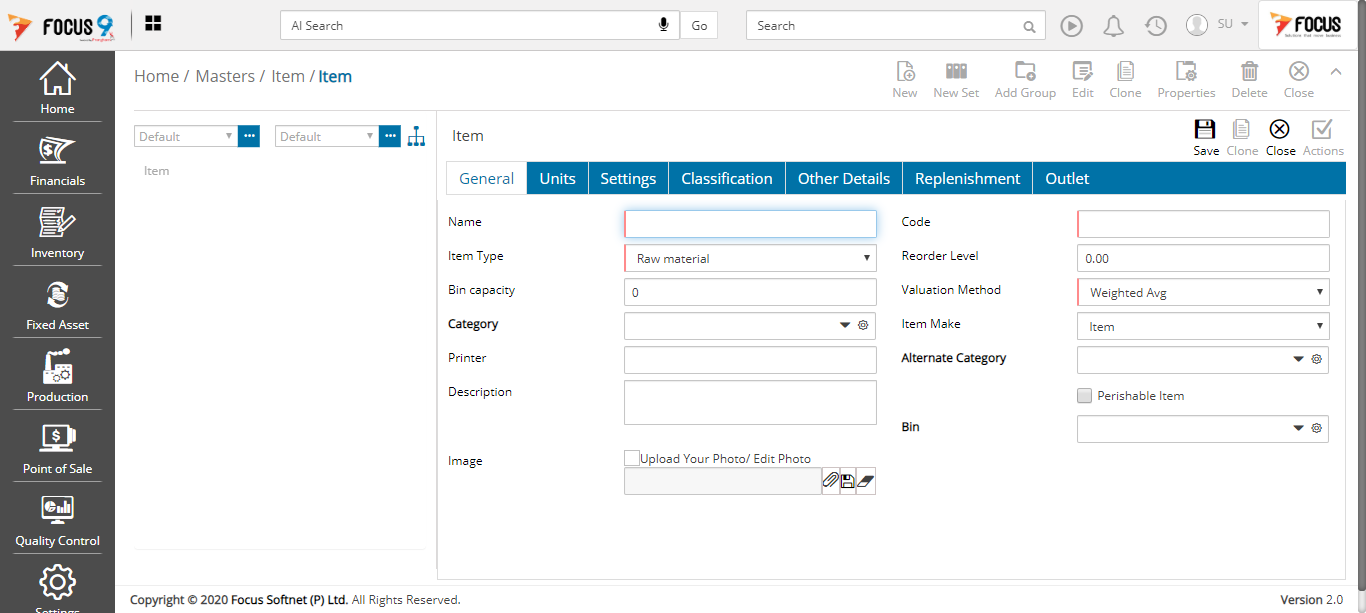 FOCUS 9
AI Search
Go
Search
SU
FOCUS
Home
Financials
Inventory
Fixed Asset
Production
Point of Sale
Quality Control
Settings
Home / Masters / Item / Item
New
New Set
Add Group
Edit
Clone
Properties
Delete
Close
Default
Default
Item
Item
Save
Clone
Close
Actions
General
Units
Settings
Classification
Other Details
Replenishment
Outlet
Name
Code
Item Type
Raw material
Reorder Level
0.00
Bin capacity
0
Valuation Method
Weighted Avg
Category
Item Make
Item
Printer
Alternate Category
Description
Perishable Item
Bin
Image
Upload Your Photo/ Edit Photo
Copyright © 2020 Focus Softnet (P) Ltd. All Rights Reserved.
Version 2.0